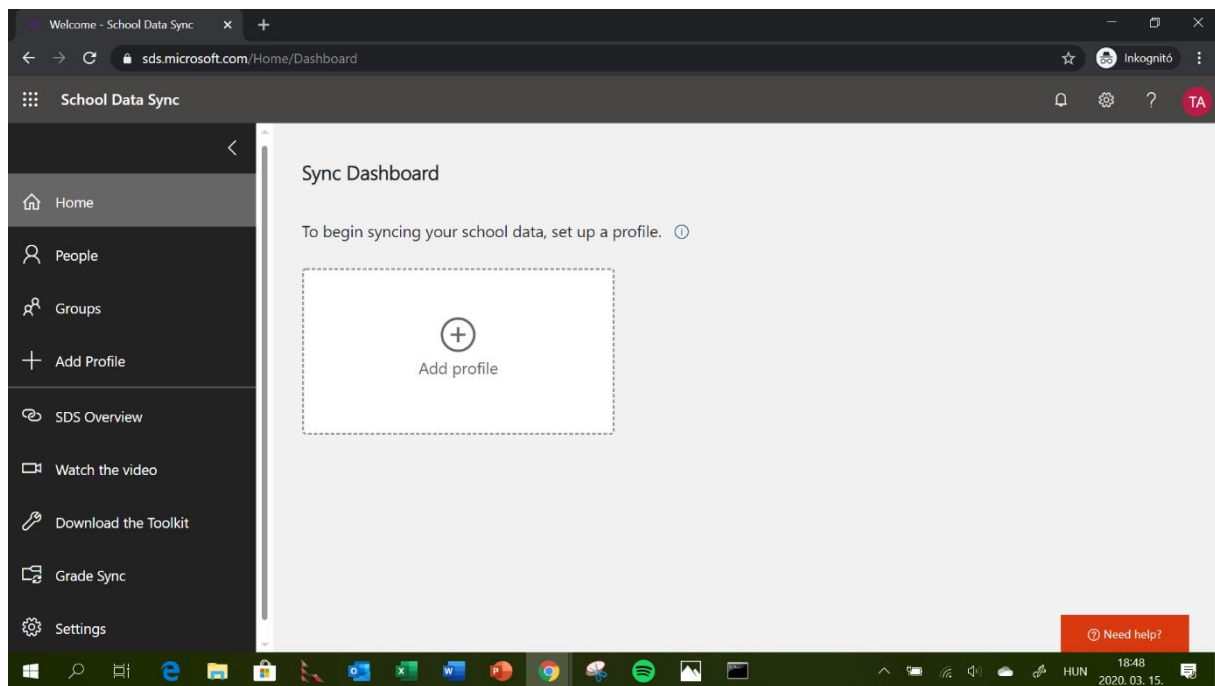 Welcome - School Data Sync
sds.microsoft.com/Home/Dashboard
Inkognitó
School Data Sync
TA
Home
People
Groups
Add Profile
SDS Overview
Watch the video
Download the Toolkit
Grade Sync
Settings
Sync Dashboard
To begin syncing your school data, set up a profile.
Add profile
Need help?
HUN
18:48
2020. 03. 15.